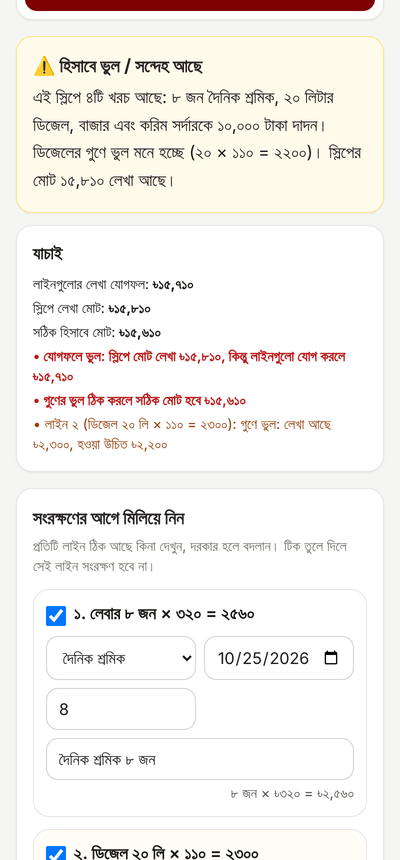 ⚠️ হিসাবে ভুল / সন্দেহ আছে
এই স্লিপে ৪টি খরচ আছে: ৮ জন দৈনিক শ্রমিক, ২০ লিটার
ডিজেল, বাজার এবং করিম সর্দারকে ১০,০০০ টাকা দাদন।
ডিজেলের গুণে ভুল মনে হচ্ছে (২০ × ১১০ = ২২০০)। স্লিপের
মোট ১৫,৮১০ লেখা আছে।
যাচাই
লাইনগুলোর লেখা যোগফল: ৳১৫,৭১০
স্লিপে লেখা মোট: ৳১৫,৮১০
সঠিক হিসাবে মোট: ৳১৫,৬১০
• যোগফলে ভুল: স্লিপে মোট লেখা ৳১৫,৮১০, কিন্তু লাইনগুলো যোগ করলে
৳১৫,৭১০
• গুণের ভুল ঠিক করলে সঠিক মোট হবে ৳১৫,৬১০
• লাইন ২ (ডিজেল ২০ লি × ১১০ = ২৩০০): গুণে ভুল: লেখা আছে
৳২,৩০০, হওয়া উচিত ৳২,২০০
সংরক্ষণের আগে মিলিয়ে নিন
প্রতিটি লাইন ঠিক আছে কিনা দেখুন, দরকার হলে বদলান। টিক তুলে দিলে
সেই লাইন সংরক্ষণ হবে না।
১. লেবার ৮ জন × ৩২০ = ২৫৬০
দৈনিক শ্রমিক 10/25/2026
8
দৈনিক শ্রমিক ৮ জন
৮ জন × ৳৩২০ = ৳২,৫৬০
২. ডিজেল ২০ লি × ১১০ = ২৩০০